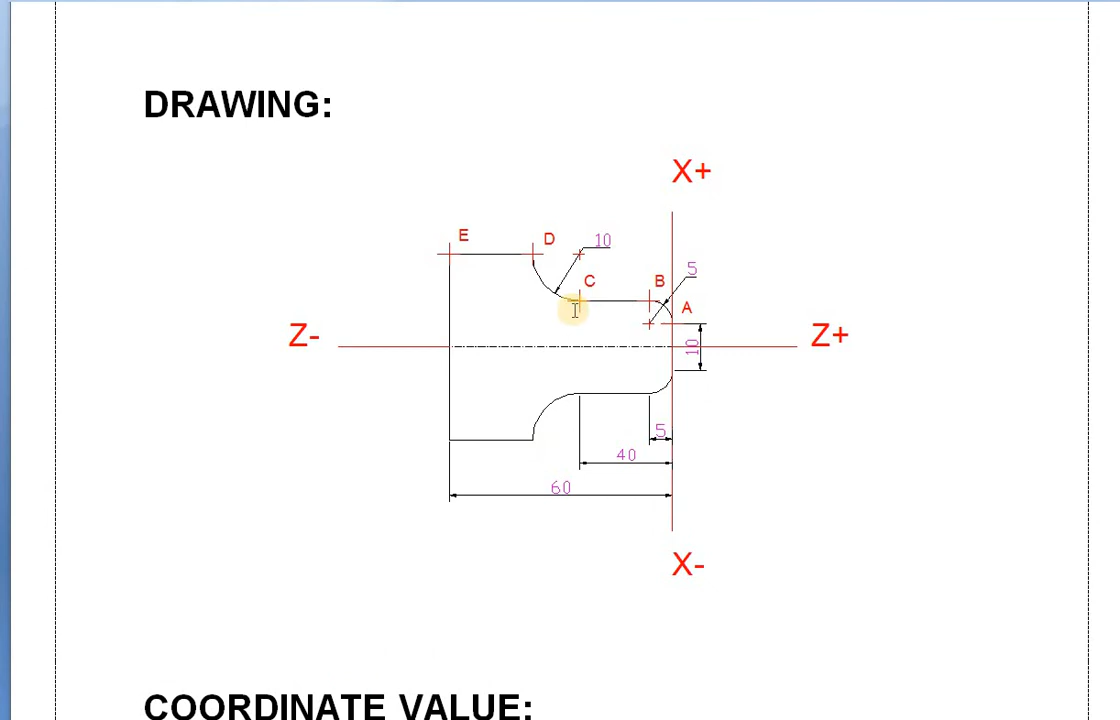 DRAWING:
X+
E
D
10
C
B
5
A
Z-
10
Z+
5
40
60
X-
COORDINATE VALUE: